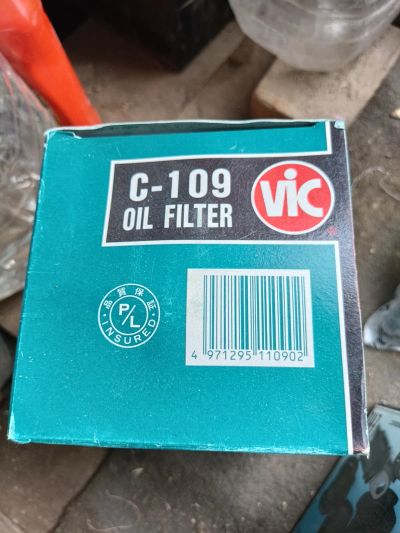 C-109
OIL FILTER
VIC
®
品質保証
P/L
INSURED
4 971295 110902